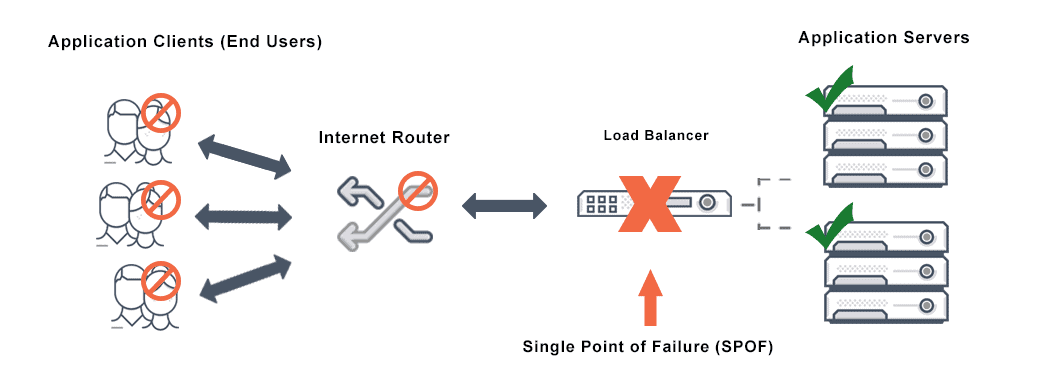 Application Clients (End Users)
Application Servers
Internet Router
Load Balancer
Single Point of Failure (SPOF)